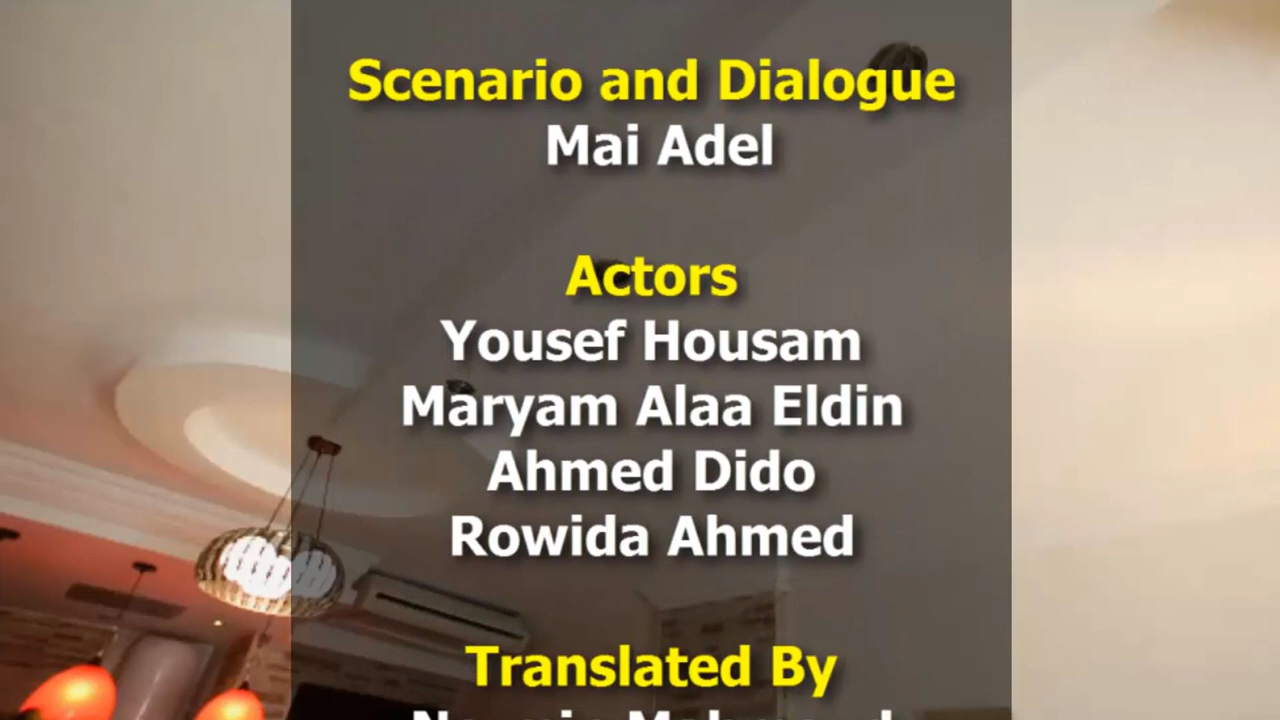 Scenario and Dialogue
Mai Adel
Actors
Yousef Housam
Maryam Alaa Eldin
Ahmed Dido
Rowida Ahmed
Translated By